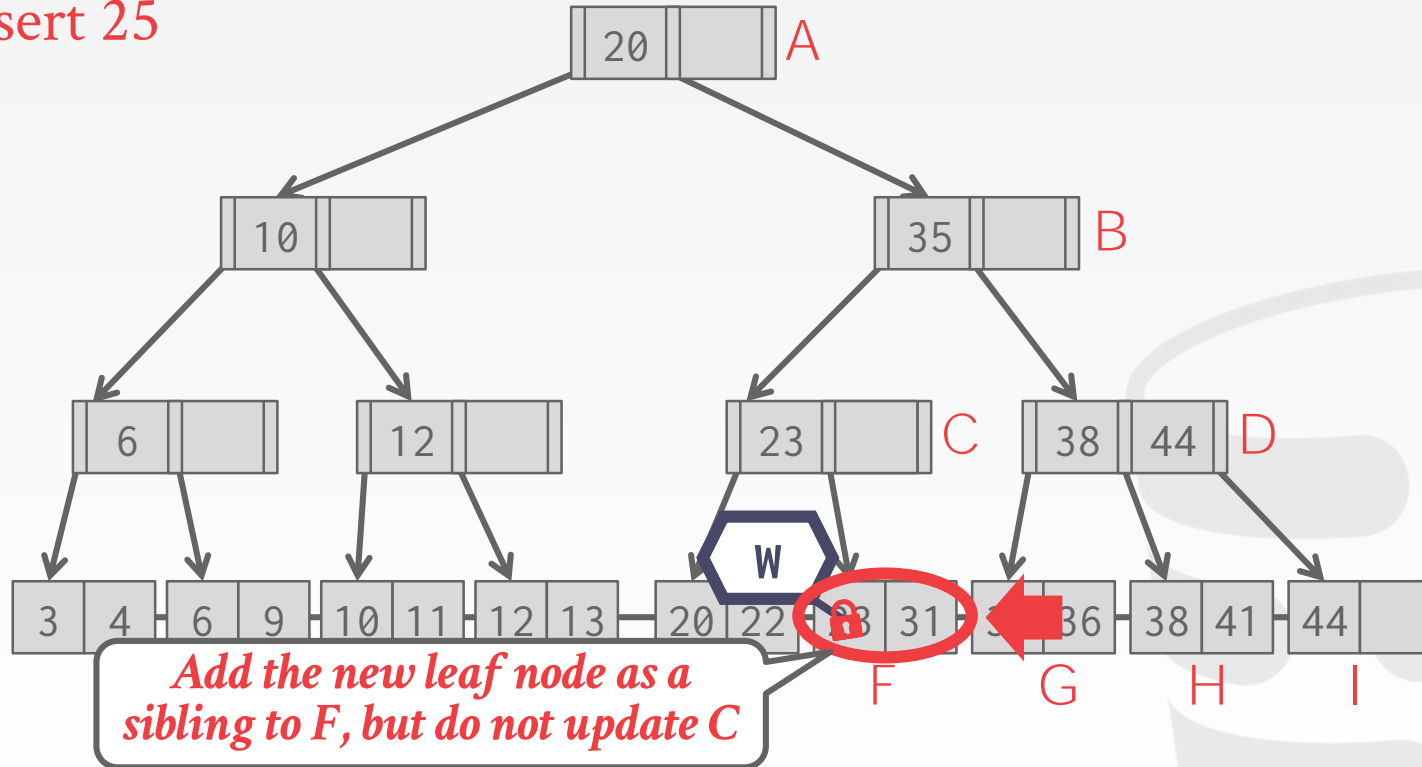 sert 25
20 A
10
35 B
6
12
23 C
38 44 D
W
3 4 6 9 10 11 12 13 20 22 31 36 38 41 44
Add the new leaf node as a
sibling to F, but do not update C
F G H I